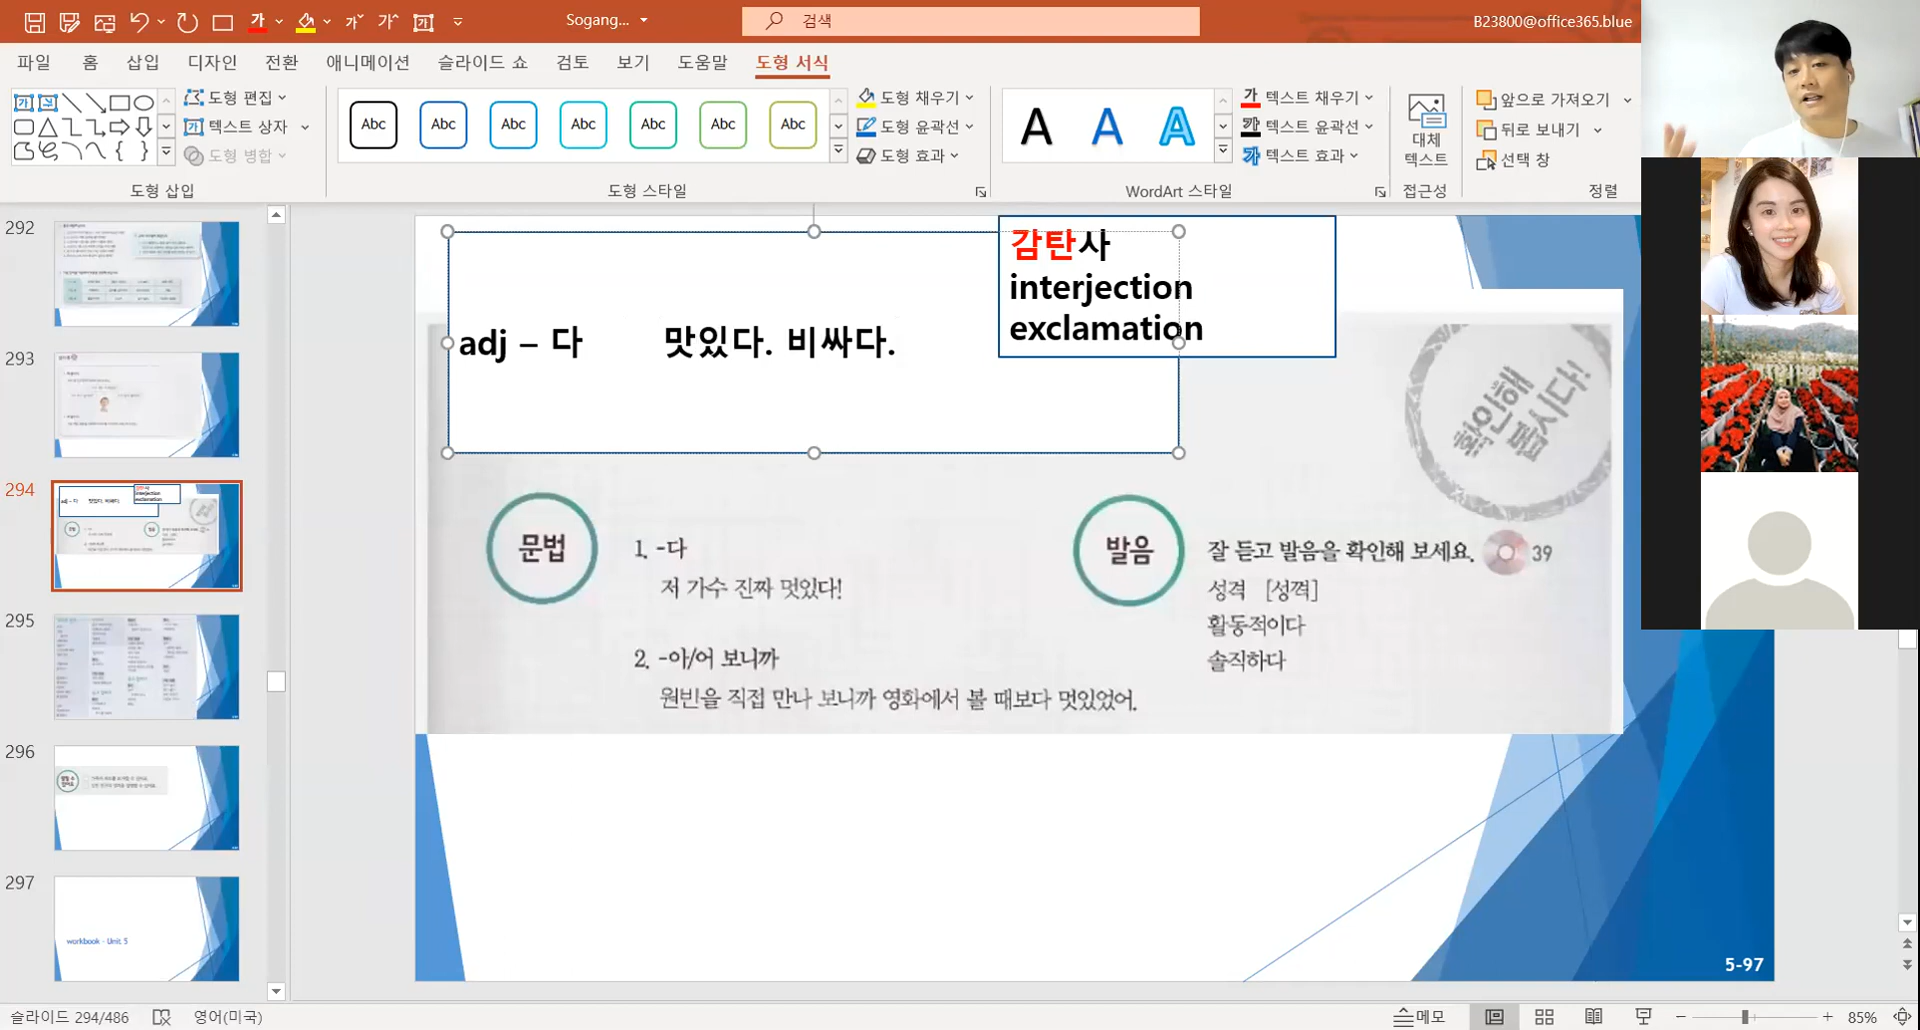 Sogang...
검색
B23800@office365.blue
파일 홈 삽입 디자인 전환 애니메이션 슬라이드 쇼 검토 보기 도움말 도형 서식
도형 편집
텍스트 상자
도형 병합
도형 삽입
Abc Abc Abc Abc Abc Abc Abc
도형 채우기
도형 윤곽선
도형 효과
도형 스타일
A A A
텍스트 채우기
텍스트 윤곽선
텍스트 효과
WordArt 스타일
대체
텍스트
접근성
앞으로 가져오기
뒤로 보내기
선택 창
정렬
292
293
294
295
296
297
workbook - Unit 5
감탄사
interjection
exclamation
adj – 다 맛있다. 비싸다.
확인해
봅시다!
문법
1. -다
저 가수 진짜 멋있다!
2. -아/어 보니까
원빈을 직접 만나 보니까 영화에서 볼 때보다 멋있었어.
발음
잘 듣고 발음을 확인해 보세요. 39
성격 [성껵]
활동적이다
솔직하다
5-97
슬라이드 294/486 영어(미국) 메모 85%